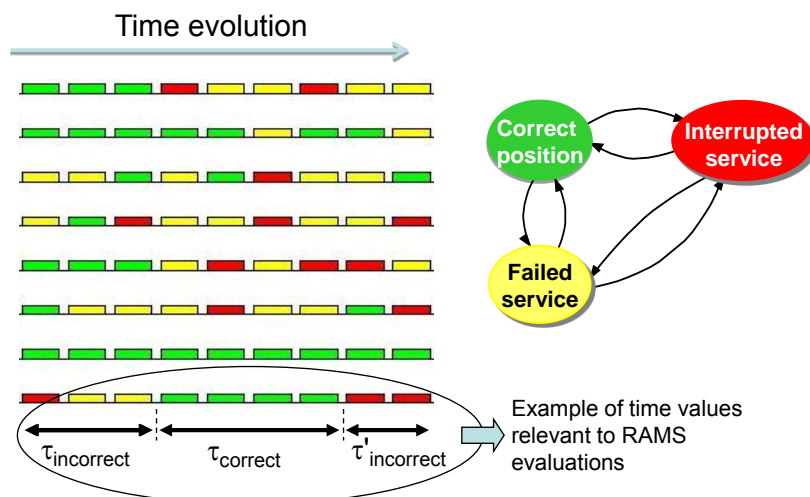 Time evolution
Correct
position
Interrupted
service
Failed
service
τincorrect
τcorrect
τ'incorrect
Example of time values
relevant to RAMS
evaluations